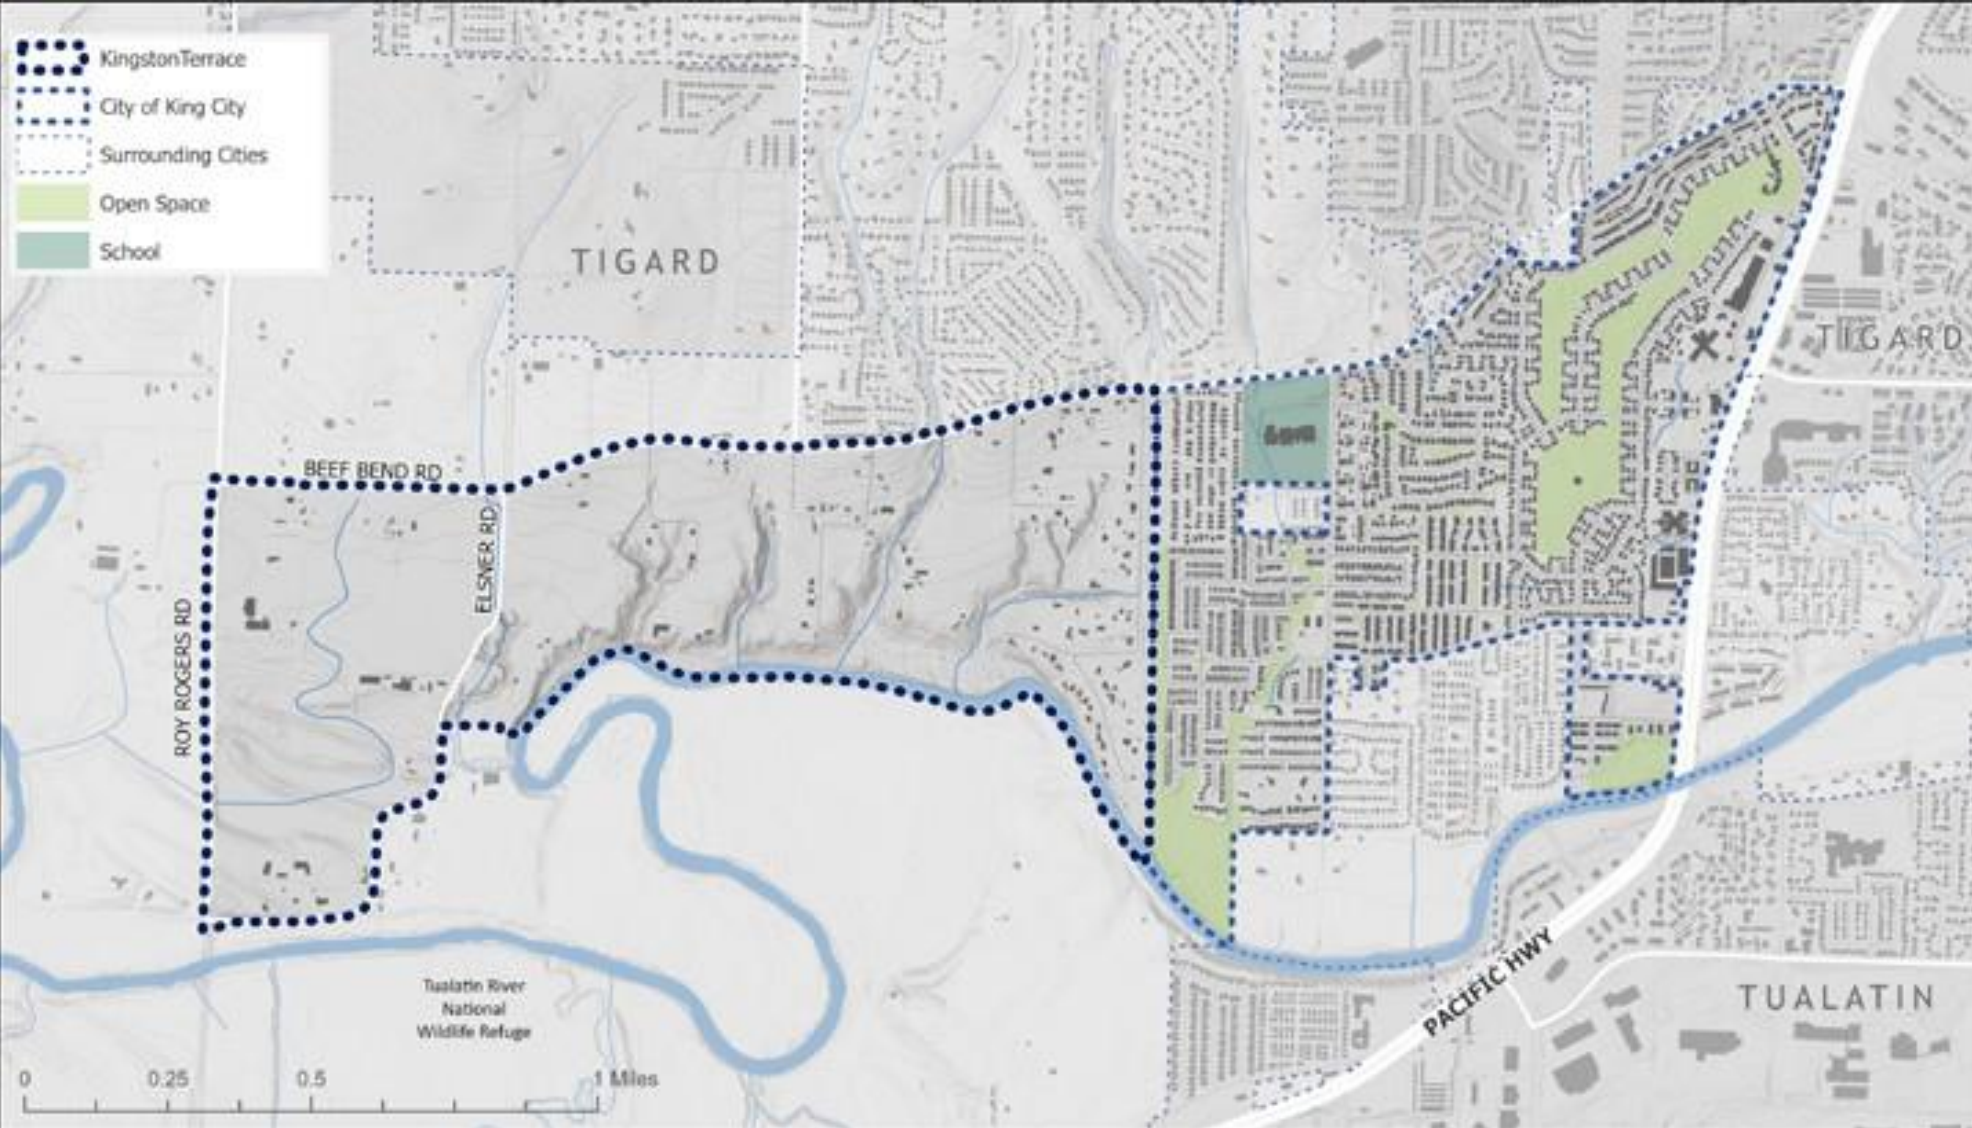 KingstonTerrace
City of King City
Surrounding Cities
Open Space
School
TIGARD
TIGARD
BEEF BEND RD
ELSNER RD
ROY ROGERS RD
PACIFIC HWY
TUALATIN
Tualatin River
National
Wildlife Refuge
0 0.25 0.5 1 Miles